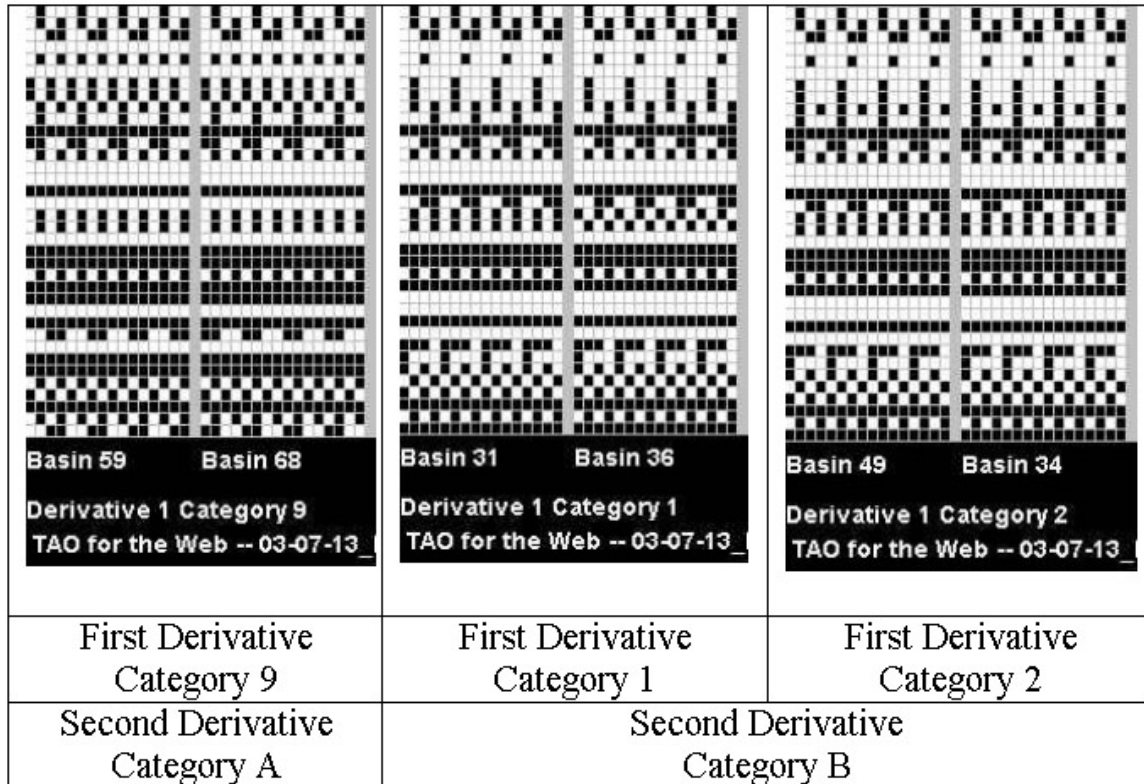 Basin 59 Basin 68
Derivative 1 Category 9
TAO for the Web -- 03-07-13_
Basin 31 Basin 36
Derivative 1 Category 1
TAO for the Web -- 03-07-13_
Basin 49 Basin 34
Derivative 1 Category 2
TAO for the Web -- 03-07-13_
First Derivative
Category 9
First Derivative
Category 1
First Derivative
Category 2
Second Derivative
Category A
Second Derivative
Category B